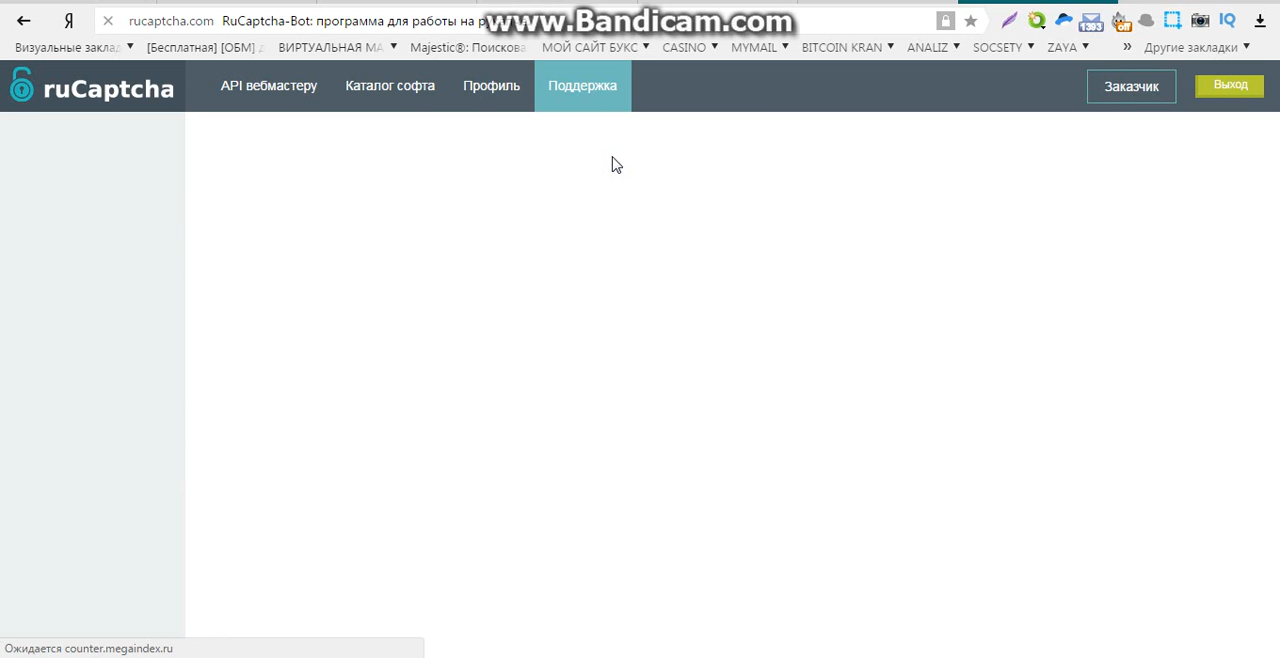 www.Bandicam.com
Я rucaptcha.com RuCaptcha-Bot: программа для работы на
Визуальные заклад [Бесплатная] [ОБМ] ВИРТУАЛЬНАЯ МА Majestic®: Поискова МОЙ САЙТ БУКС CASINO MYMAIL BITCOIN KRAN ANALIZ SOCSETY ZAYA » Другие закладки
ruCaptcha API вебмастеру Каталог софта Профиль Поддержка Заказчик Выход
Ожидается counter.megaindex.ru